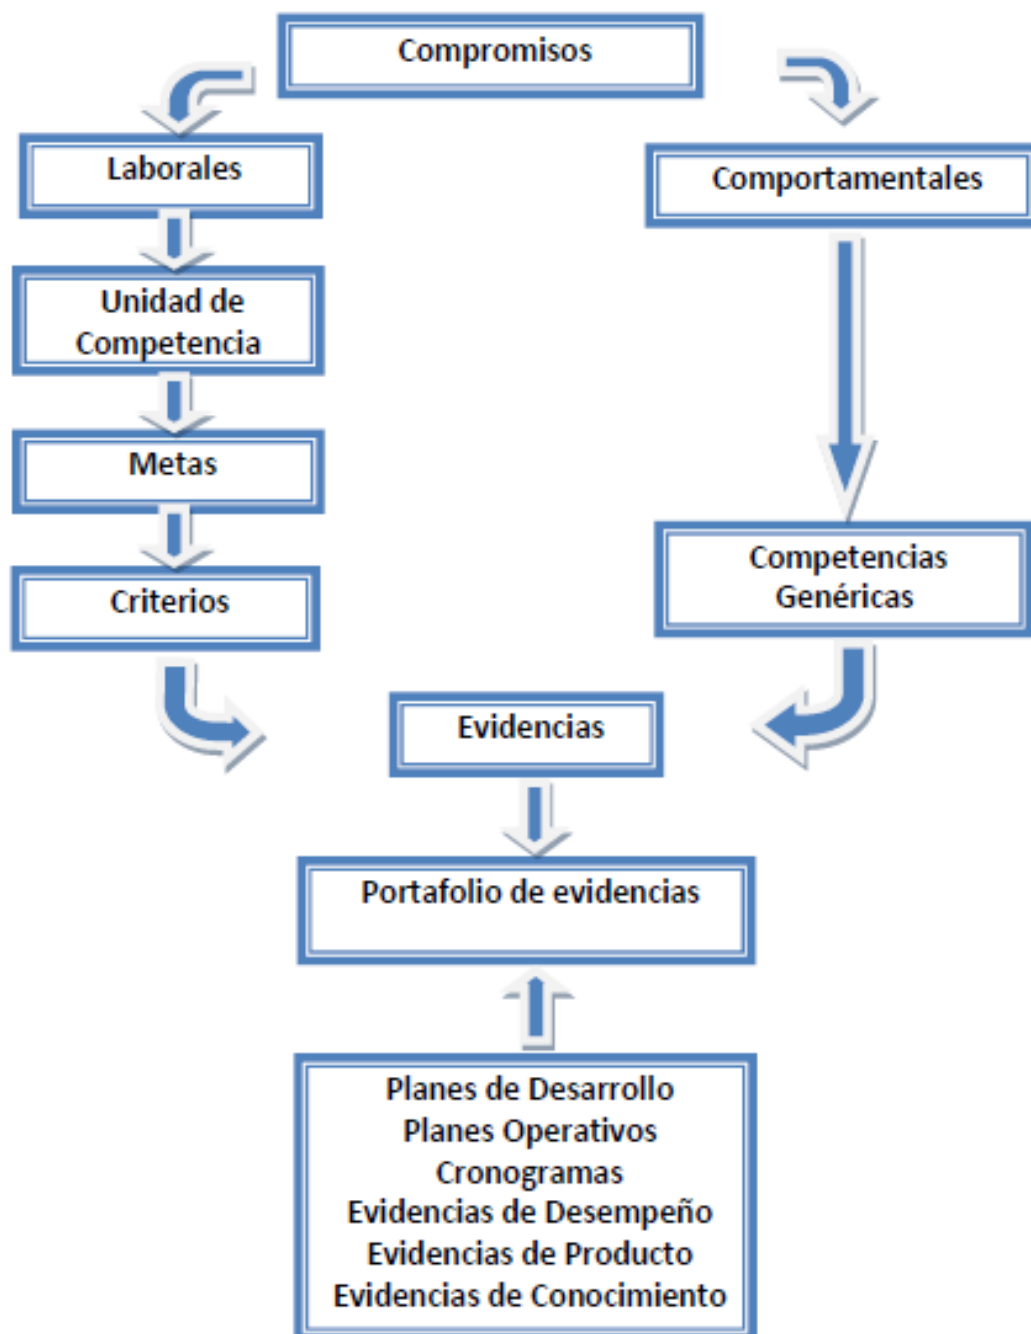 Compromisos
Laborales
Comportamentales
Unidad de
Competencia
Metas
Criterios
Competencias
Genéricas
Evidencias
Portafolio de evidencias
Planes de Desarrollo
Planes Operativos
Cronogramas
Evidencias de Desempeño
Evidencias de Producto
Evidencias de Conocimiento